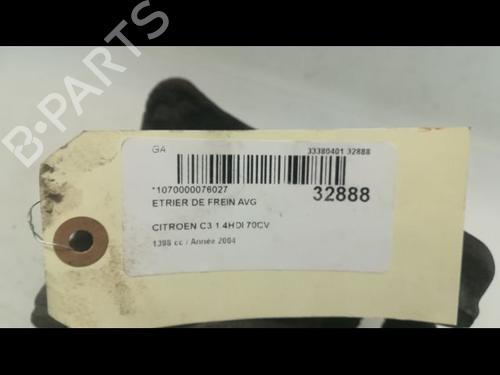 B-PARTS
GA 33380401 32888
*1070000076027 32888
ETRIER DE FREIN AVG
CITROEN C3 1.4HDI 70CV
1398 cc / Année 2004